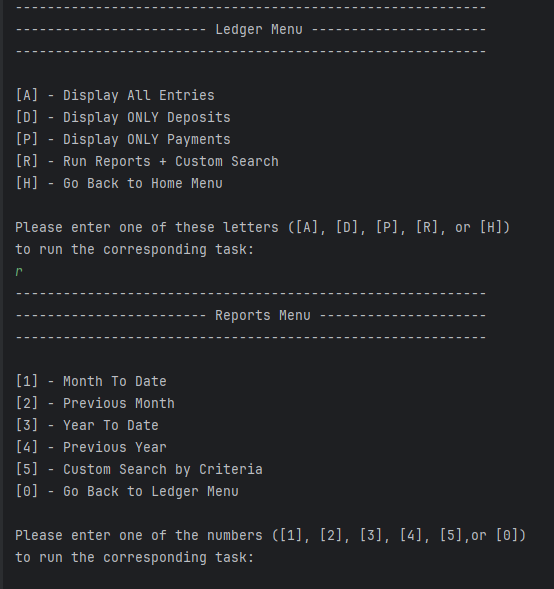 -----------------------------------------------------------
------------------------ Ledger Menu ----------------------
-----------------------------------------------------------
[A] - Display All Entries
[D] - Display ONLY Deposits
[P] - Display ONLY Payments
[R] - Run Reports + Custom Search
[H] - Go Back to Home Menu
Please enter one of these letters ([A], [D], [P], [R], or [H])
to run the corresponding task:
r
-----------------------------------------------------------
------------------------ Reports Menu ---------------------
-----------------------------------------------------------
[1] - Month To Date
[2] - Previous Month
[3] - Year To Date
[4] - Previous Year
[5] - Custom Search by Criteria
[0] - Go Back to Ledger Menu
Please enter one of the numbers ([1], [2], [3], [4], [5],or [0])
to run the corresponding task: